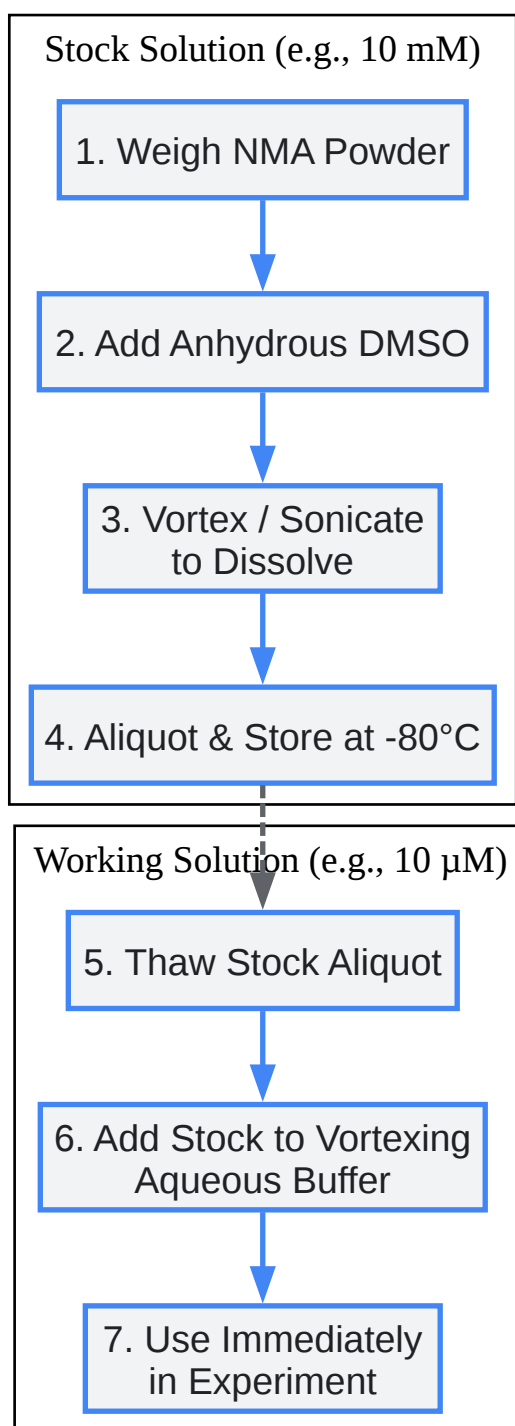 Stock Solution (e.g., 10 mM)
1. Weigh NMA Powder
2. Add Anhydrous DMSO
3. Vortex / Sonicate
to Dissolve
4. Aliquot & Store at -80°C
Working Solution (e.g., 10 µM)
5. Thaw Stock Aliquot
6. Add Stock to Vortexing
Aqueous Buffer
7. Use Immediately
in Experiment